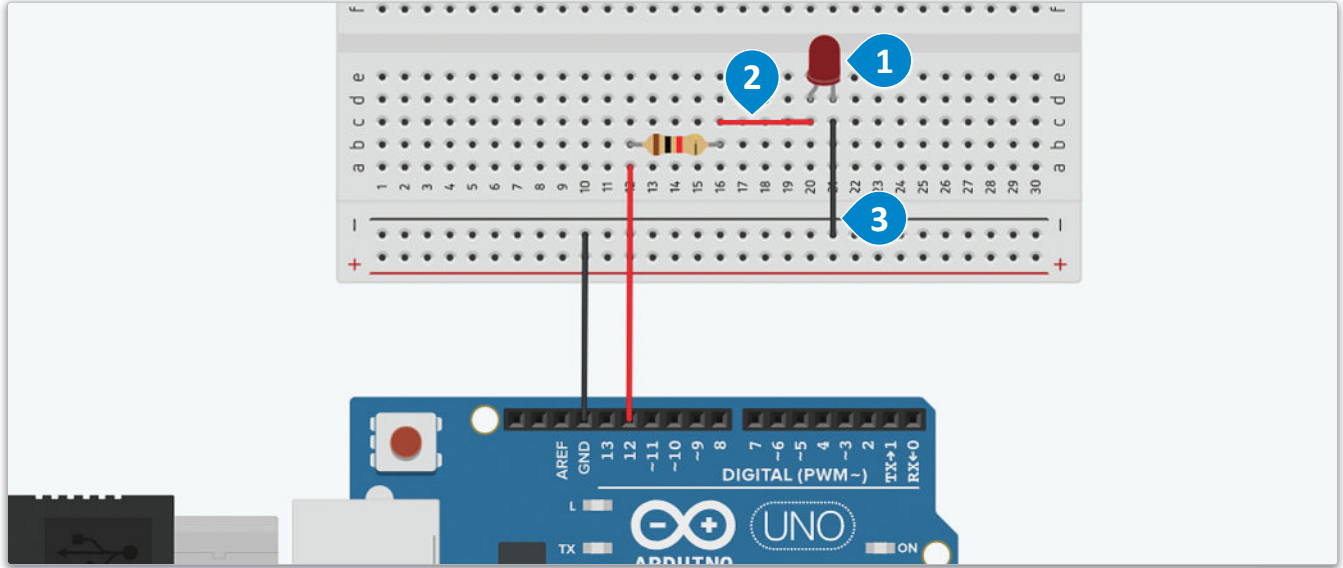 f f
1
2
e e
d d
c c
b b
a a
1 2 3 4 5 6 7 8 9 10 11 12 13 14 15 16 17 18 19 20 21 22 23 24 25 26 27 28 29 30
3
− −
+ +
AREF GND 13 12 ~11 ~10 ~9 8 7 ~6 ~5 4 ~3 2 TX→1 RX←0
DIGITAL (PWM~)
L
UNO
TX ON
ARDUINO